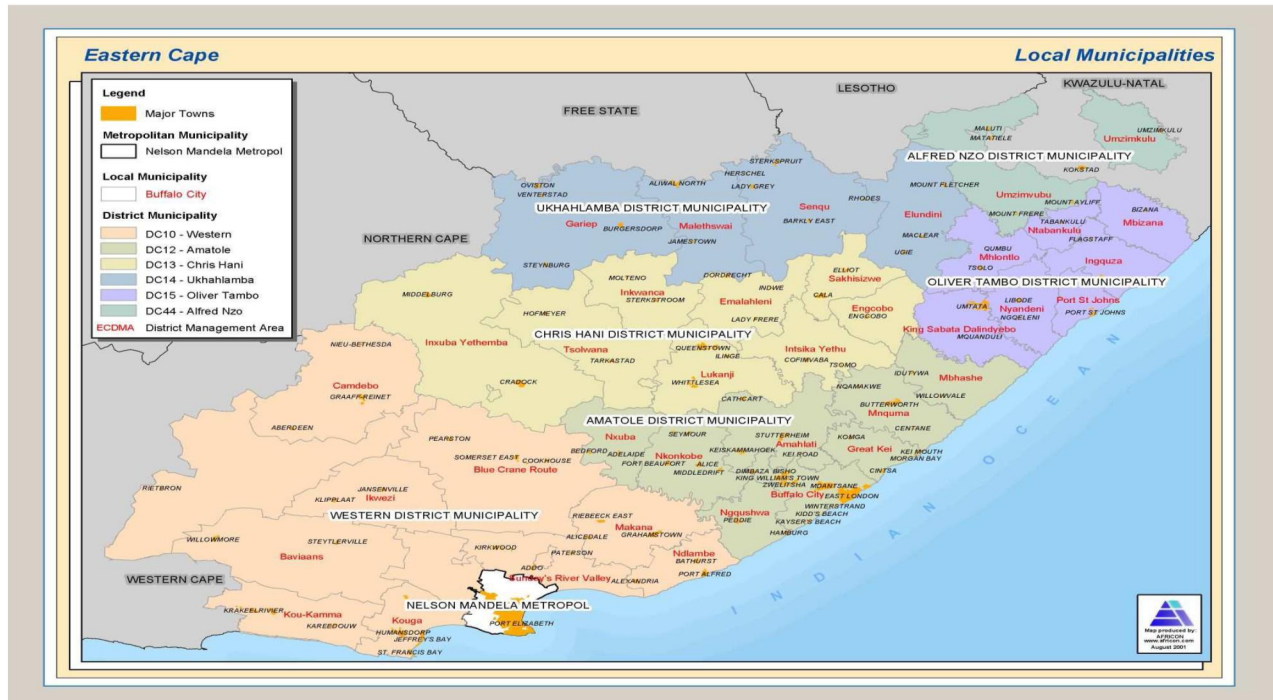 Eastern Cape
Local Municipalities
Legend
Major Towns
Metropolitan Municipality
Nelson Mandela Metropol
Local Municipality
Buffalo City
District Municipality
DC10 - Western
DC12 - Amatole
DC13 - Chris Hani
DC14 - Ukhahlamba
DC15 - Oliver Tambo
DC44 - Alfred Nzo
ECDMA District Management Area
FREE STATE
LESOTHO
KWAZULU-NATAL
NORTHERN CAPE
WESTERN CAPE
MALUTI
MATATIELE
UMZIMKULU
Umzimkulu
ALFRED NZO DISTRICT MUNICIPALITY
KOKSTAD
STERKSPRUIT
HERSCHEL
OVISTON
VENTERSTAD
ALIWAL NORTH
LADY GREY
MOUNT FLETCHER
RHODES
Umzimvubu
MOUNT AYLIFF
MOUNT FRERE
UKHAHLAMBA DISTRICT MUNICIPALITY
Senqu
Elundini
Gariep
BURGERSDORP
Malethswai
BARKLY EAST
JAMESTOWN
MACLEAR
UGIE
STEYNBURG
TABANKULU
Ntabankulu
BIZANA
Mbizana
FLAGSTAFF
QUMBU
Mhlontlo
TSOLO
Ingquza
OLIVER TAMBO DISTRICT MUNICIPALITY
UMTATA
LIBODE
Nyandeni
NGQELENI
Port St Johns
PORT ST JOHNS
King Sabata Dalindyebo
MQUANDULI
MOLTENO
DORDRECHT
ELLIOT
Sakhisizwe
MIDDELBURG
Inkwanca
STERKSTROOM
INDWE
Emalahleni
CALA
HOFMEYER
LADY FRERE
Engcobo
ENGCOBO
CHRIS HANI DISTRICT MUNICIPALITY
Inxuba Yethemba
Tsolwana
TARKASTAD
QUEENSTOWN
ILINGE
Intsika Yethu
COFIMVABA
TSOMO
CRADOCK
Lukanji
WHITTLESEA
CATHCART
NIEU-BETHESDA
Camdebo
GRAAFF-REINET
ABERDEEN
IDUTYWA
Mbhashe
NQAMAKWE
WILLOWVALE
BUTTERWORTH
Mnquma
CENTANE
AMATOLE DISTRICT MUNICIPALITY
Nxuba
SEYMOUR
STUTTERHEIM
Amahlati
KOMGA
BEDFORD
ADELAIDE
Nkonkobe
KEISKAMMAHOEK
KEI ROAD
Great Kei
KEI MOUTH
MORGAN BAY
FORT BEAUFORT
ALICE
MIDDLEDRIFT
DIMBAZA
BISHO
CINTSA
KING WILLIAM'S TOWN
ZWELITSHA
MOANTSANE
Buffalo City
EAST LONDON
WINTERSTRAND
KIDD'S BEACH
KAYSER'S BEACH
Ngqushwa
PEDDIE
HAMBURG
PEARSTON
SOMERSET EAST
COOKHOUSE
Blue Crane Route
RIETBRON
JANSENVILLE
KLIPPLAAT
Ikwezi
WESTERN DISTRICT MUNICIPALITY
RIEBEECK EAST
Makana
GRAHAMSTOWN
ALICEDALE
WILLOWMORE
STEYTLERVILLE
Baviaans
KIRKWOOD
PATERSON
Ndlambe
BATHURST
ADDO
Sunday's River Valley
ALEXANDRIA
PORT ALFRED
NELSON MANDELA METROPOL
PORT ELIZABETH
KRAKEELRIVIER
Kou-Kamma
KAREEDOUW
Kouga
HUMANSDORP
JEFFREY'S BAY
ST. FRANCIS BAY
INDIAN OCEAN
Map produced by:
AFRICON
www.africon.com
August 2001